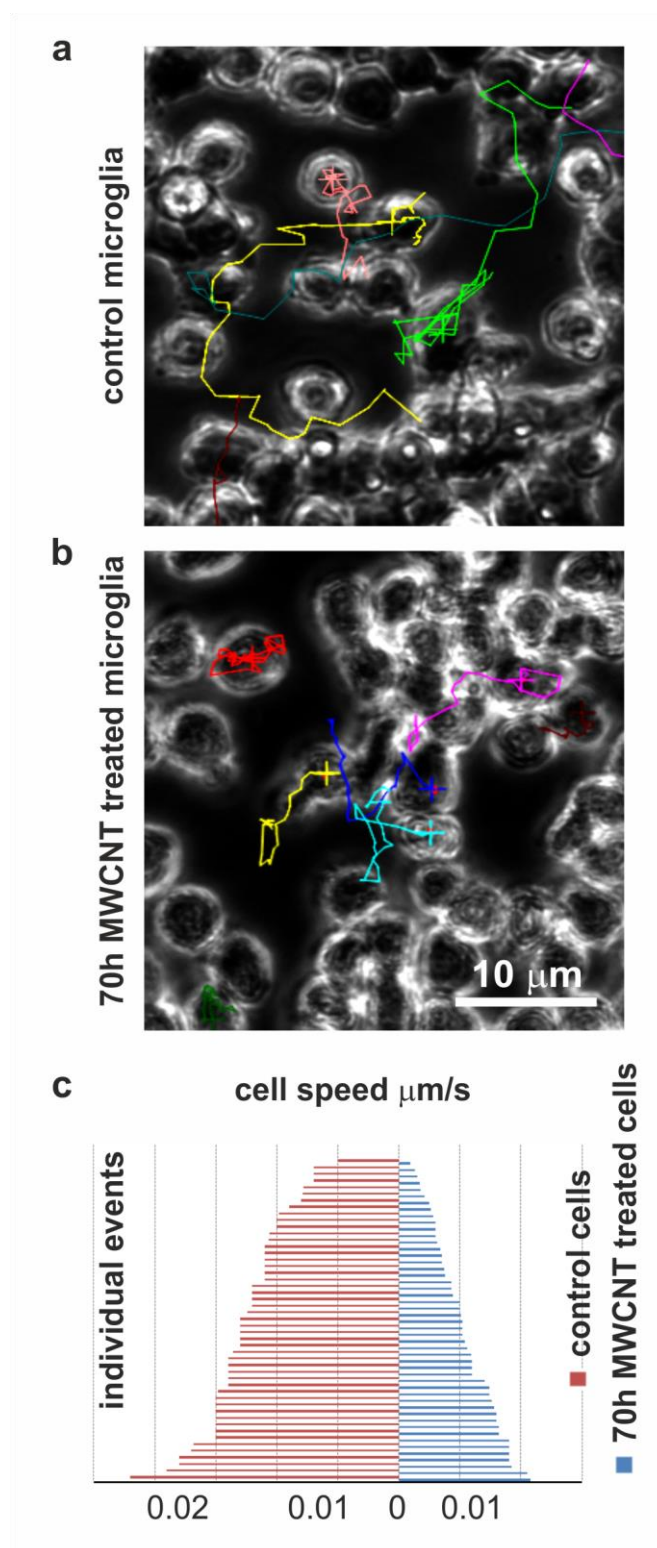 a
control microglia
b
70h MWCNT treated microglia
10 μm
c
cell speed μm/s
individual events
control cells
70h MWCNT treated cells
0.02 0.01 0 0.01